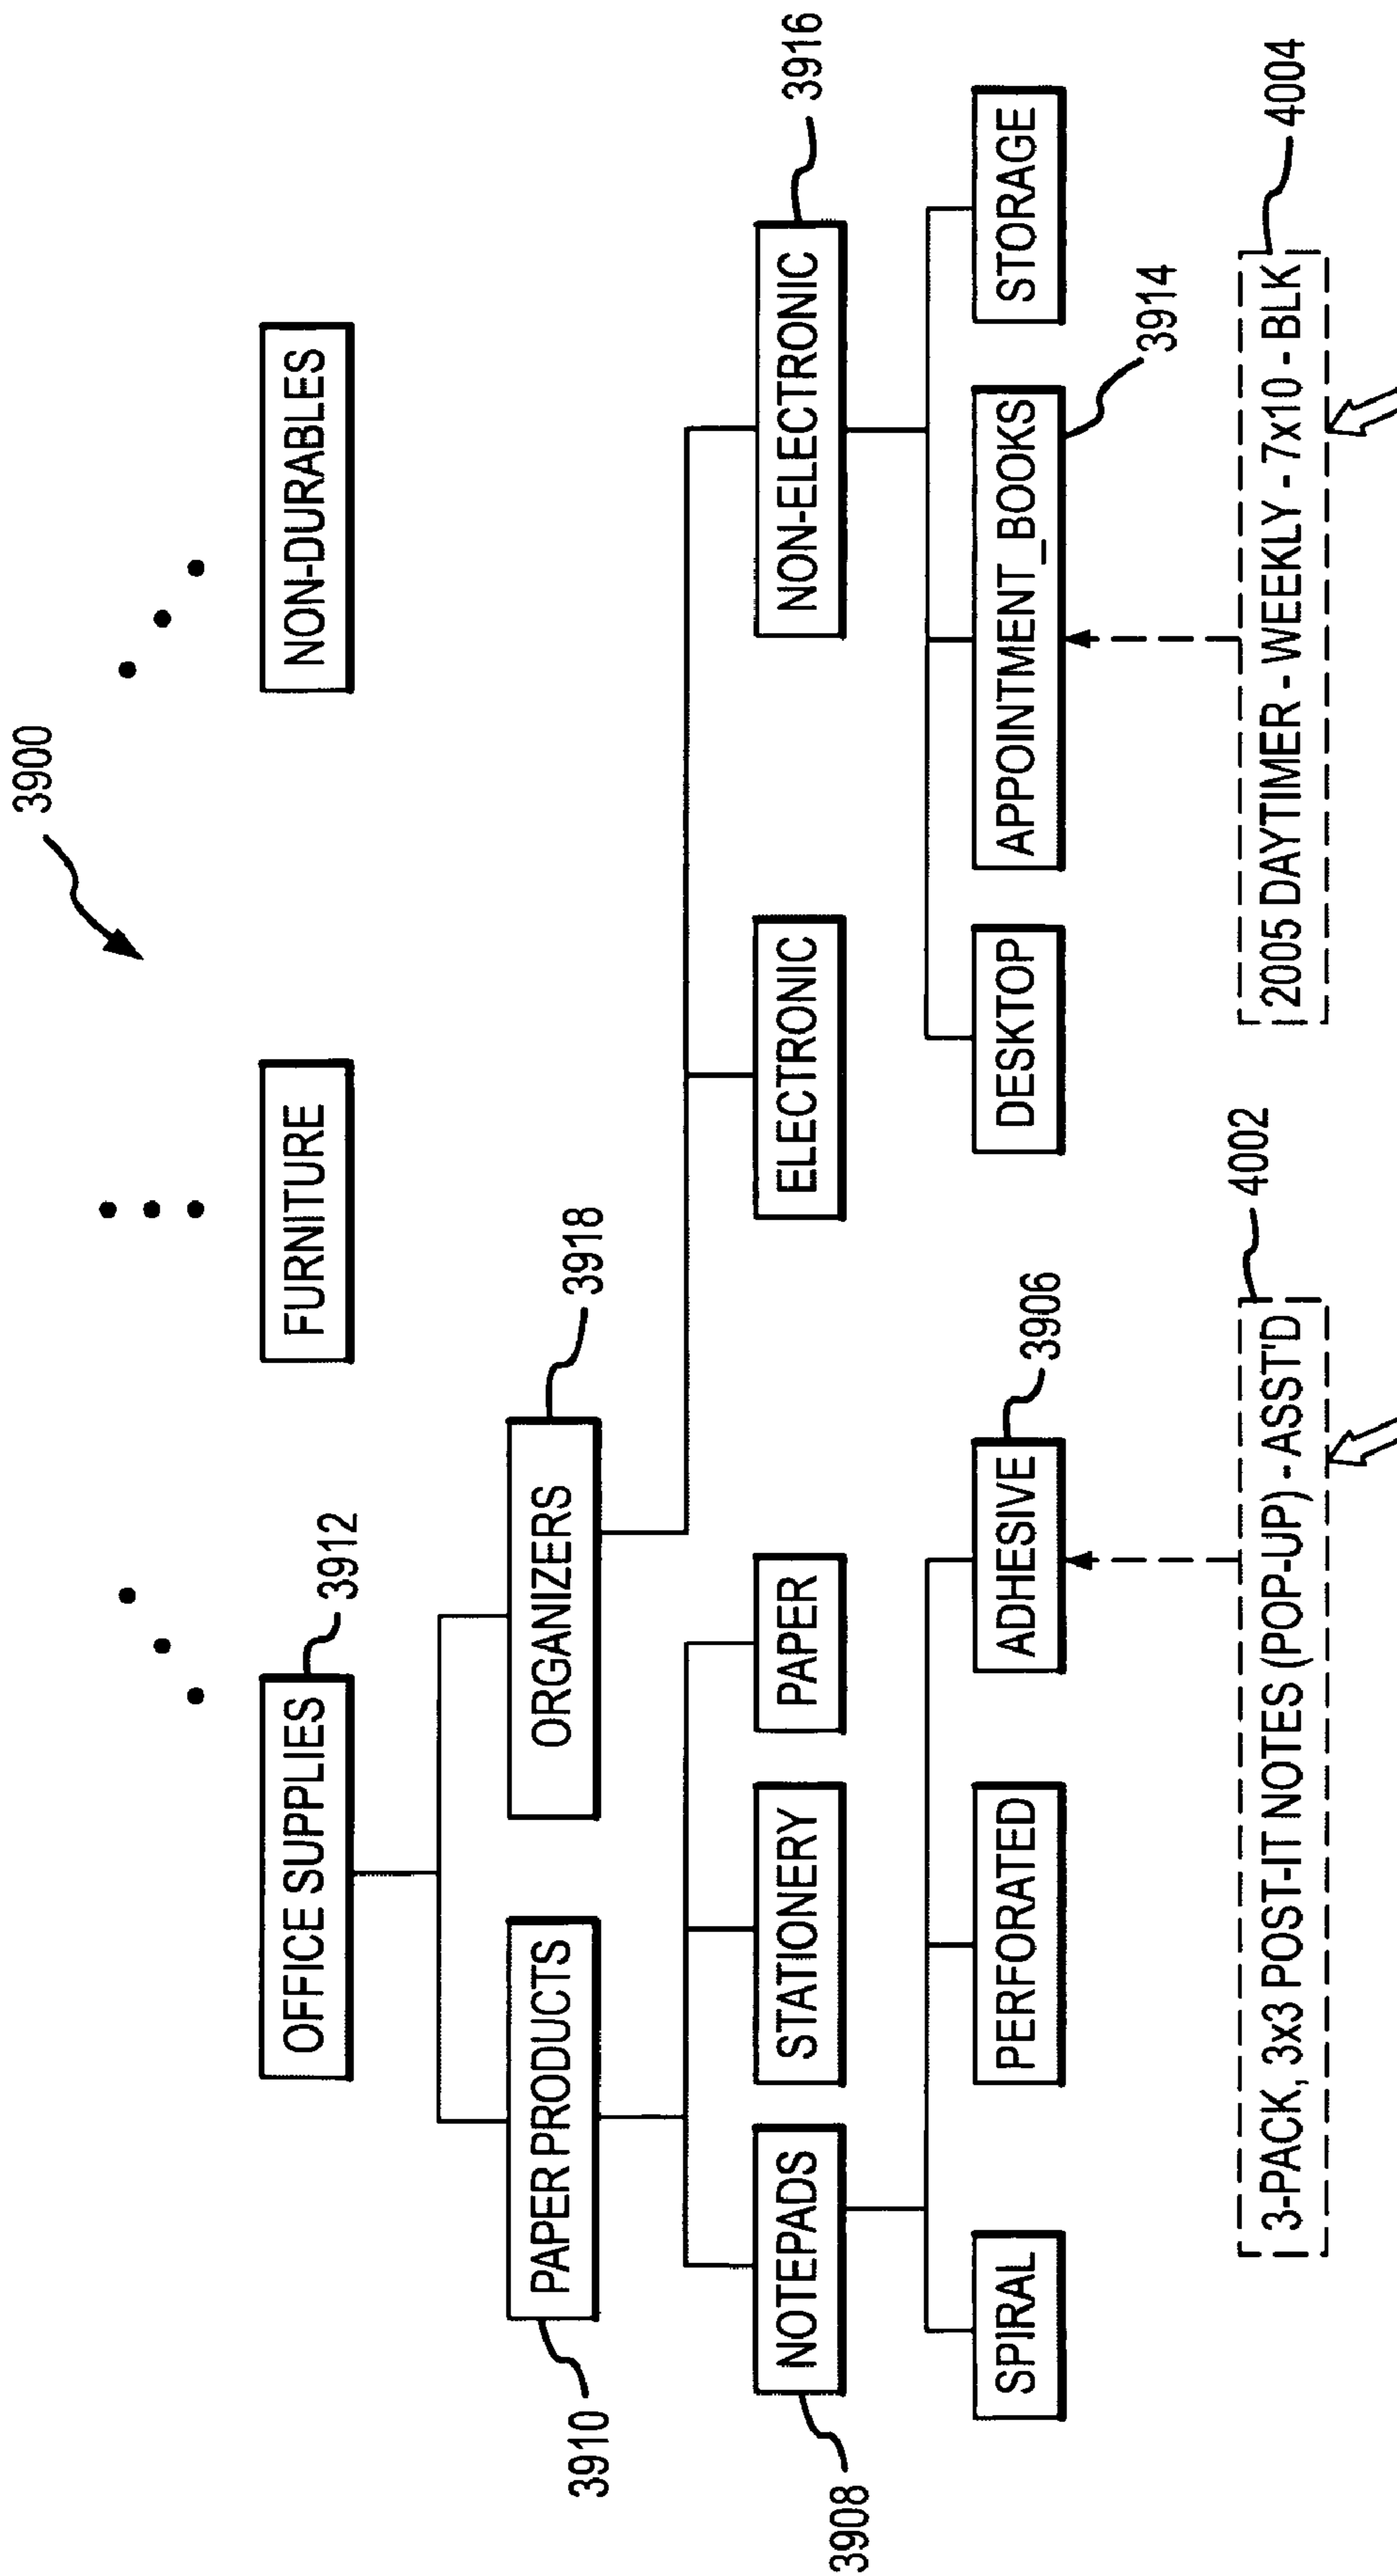 3900
OFFICE SUPPLIES
3912
FURNITURE
NON-DURABLES
PAPER PRODUCTS
3910
ORGANIZERS
3918
NOTEPADS
3908
STATIONERY
PAPER
ELECTRONIC
NON-ELECTRONIC
3916
SPIRAL
PERFORATED
ADHESIVE
3906
DESKTOP
APPOINTMENT_BOOKS
3914
STORAGE
3-PACK, 3x3 POST-IT NOTES (POP-UP) - ASST'D
4002
2005 DAYTIMER - WEEKLY - 7x10 - BLK
4004